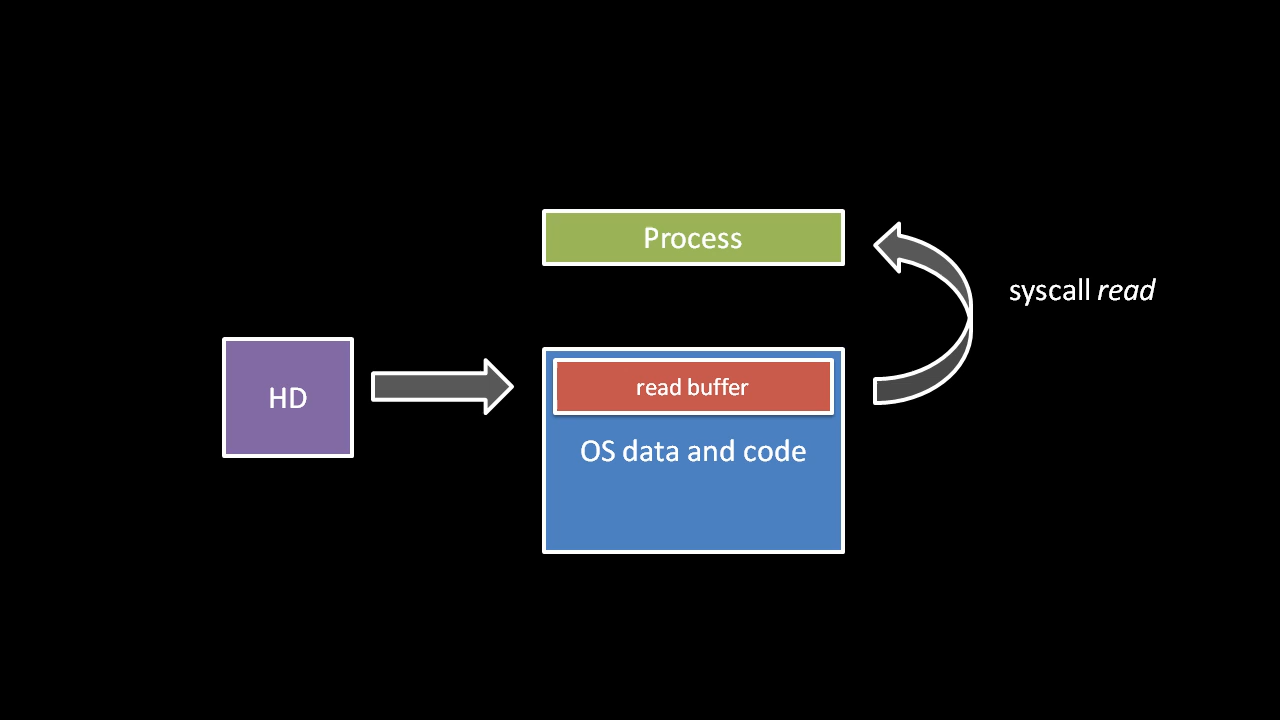 Process
syscall read
HD
read buffer
OS data and code